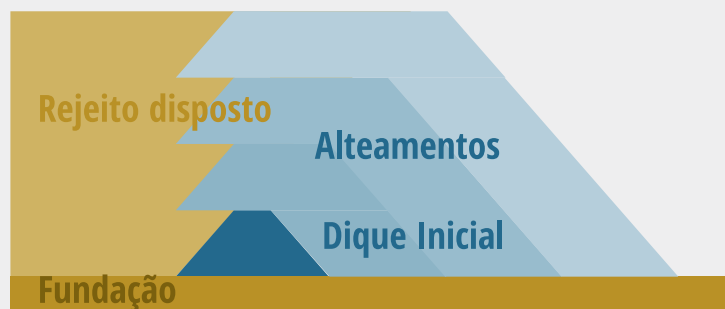 Rejeito disposto
Alteamentos
Dique Inicial
Fundação